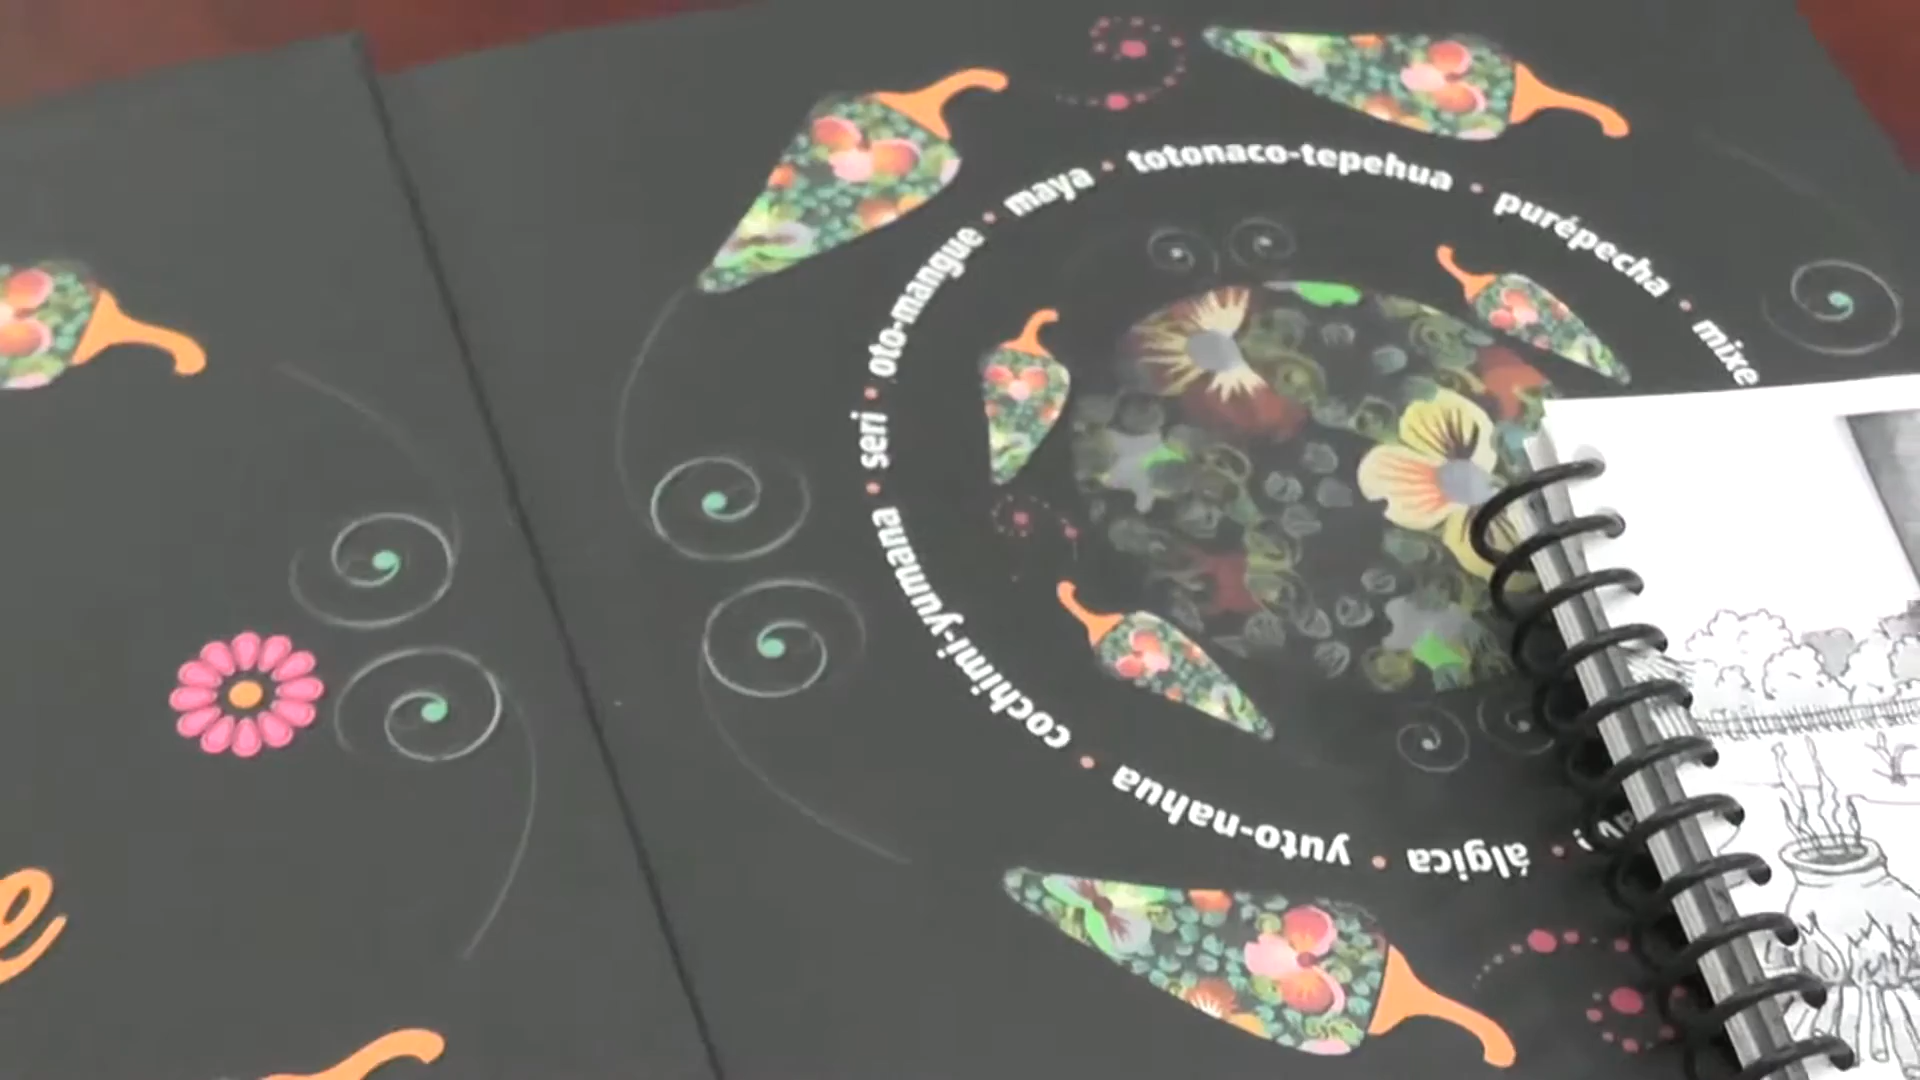 álgica • yuto-nahua • cochimí-yumana • seri • oto-mangue • maya • totonaco-tepehua • purépecha • mixe
e